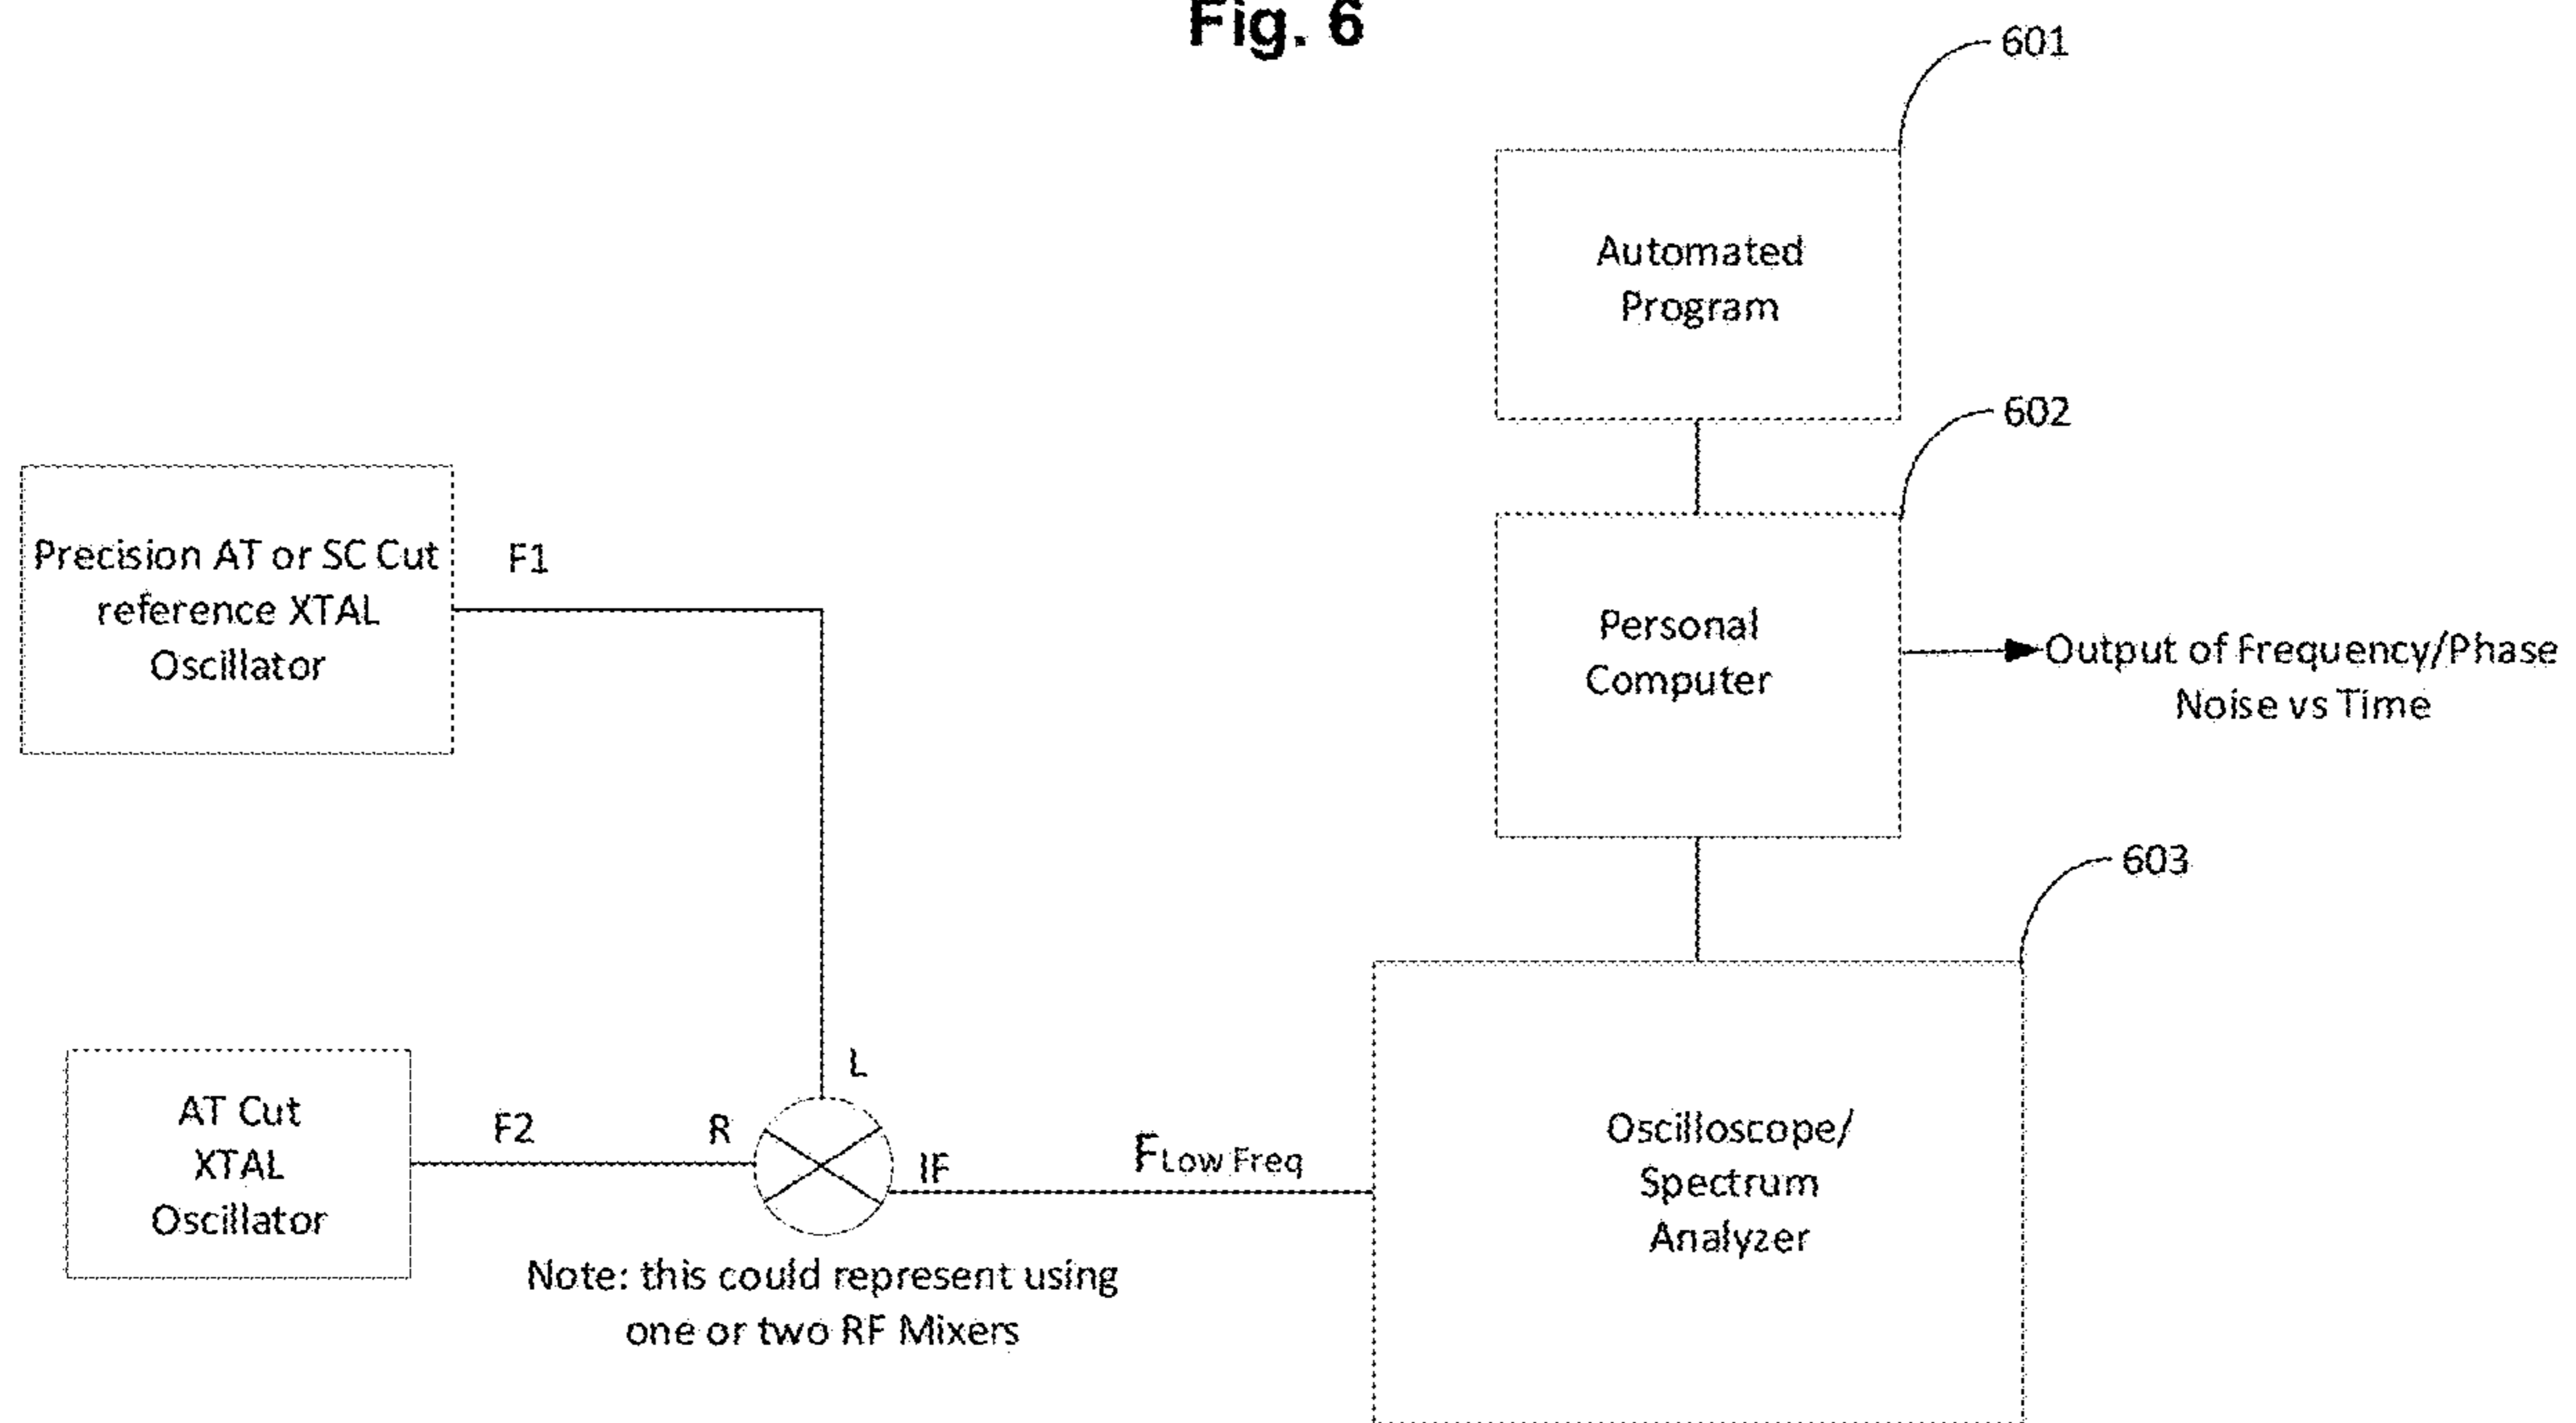 Fig. 6
601
Automated
Program
602
Precision AT or SC Cut
reference XTAL
Oscillator
F1
Personal
Computer
Output of Frequency/Phase
Noise vs Time
603
L
AT Cut
XTAL
Oscillator
F2
R
IF
FLow Freq
Oscilloscope/
Spectrum
Analyzer
Note: this could represent using
one or two RF Mixers